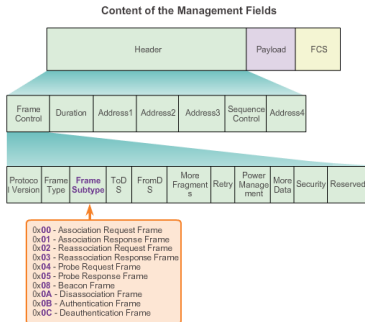 Content of the Management Fields
Header
Payload
FCS
Frame
Control
Duration
Address1
Address2
Address3
Sequence
Control
Address4
Protoco
l Version
Frame
Type
Frame
Subtype
ToD
S
FromD
S
More
Fragment
s
Retry
Power
Manage
ment
More
Data
Security
Reserved
0x00 - Association Request Frame
0x01 - Association Response Frame
0x02 - Reassociation Request Frame
0x03 - Reassociation Response Frame
0x04 - Probe Request Frame
0x05 - Probe Response Frame
0x08 - Beacon Frame
0x0A - Disassociation Frame
0x0B - Authentication Frame
0x0C - Deauthentication Frame